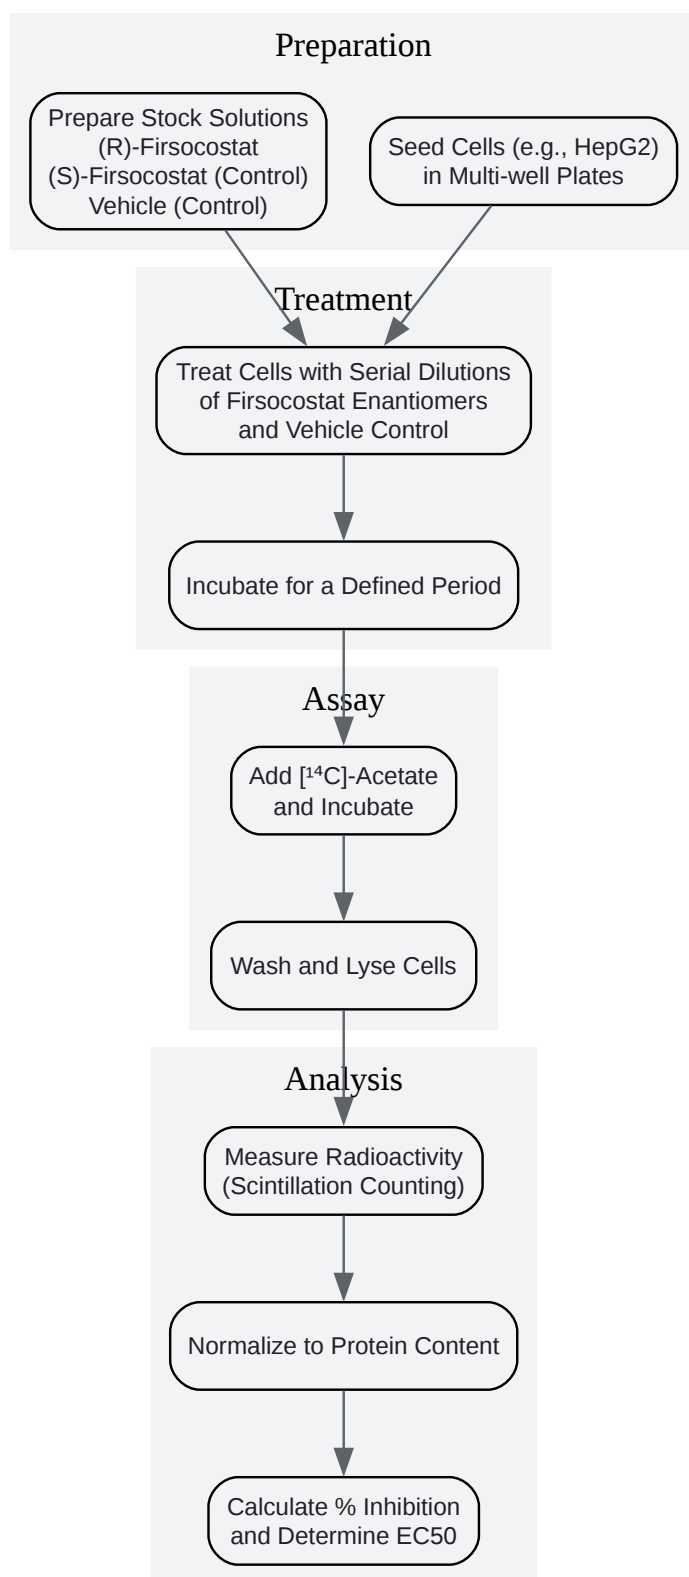 Preparation
Prepare Stock Solutions
(R)-Firsocostat
(S)-Firsocostat (Control)
Vehicle (Control)
Seed Cells (e.g., HepG2)
in Multi-well Plates
Treatment
Treat Cells with Serial Dilutions
of Firsocostat Enantiomers
and Vehicle Control
Incubate for a Defined Period
Assay
Add [¹⁴C]-Acetate
and Incubate
Wash and Lyse Cells
Analysis
Measure Radioactivity
(Scintillation Counting)
Normalize to Protein Content
Calculate % Inhibition
and Determine EC50